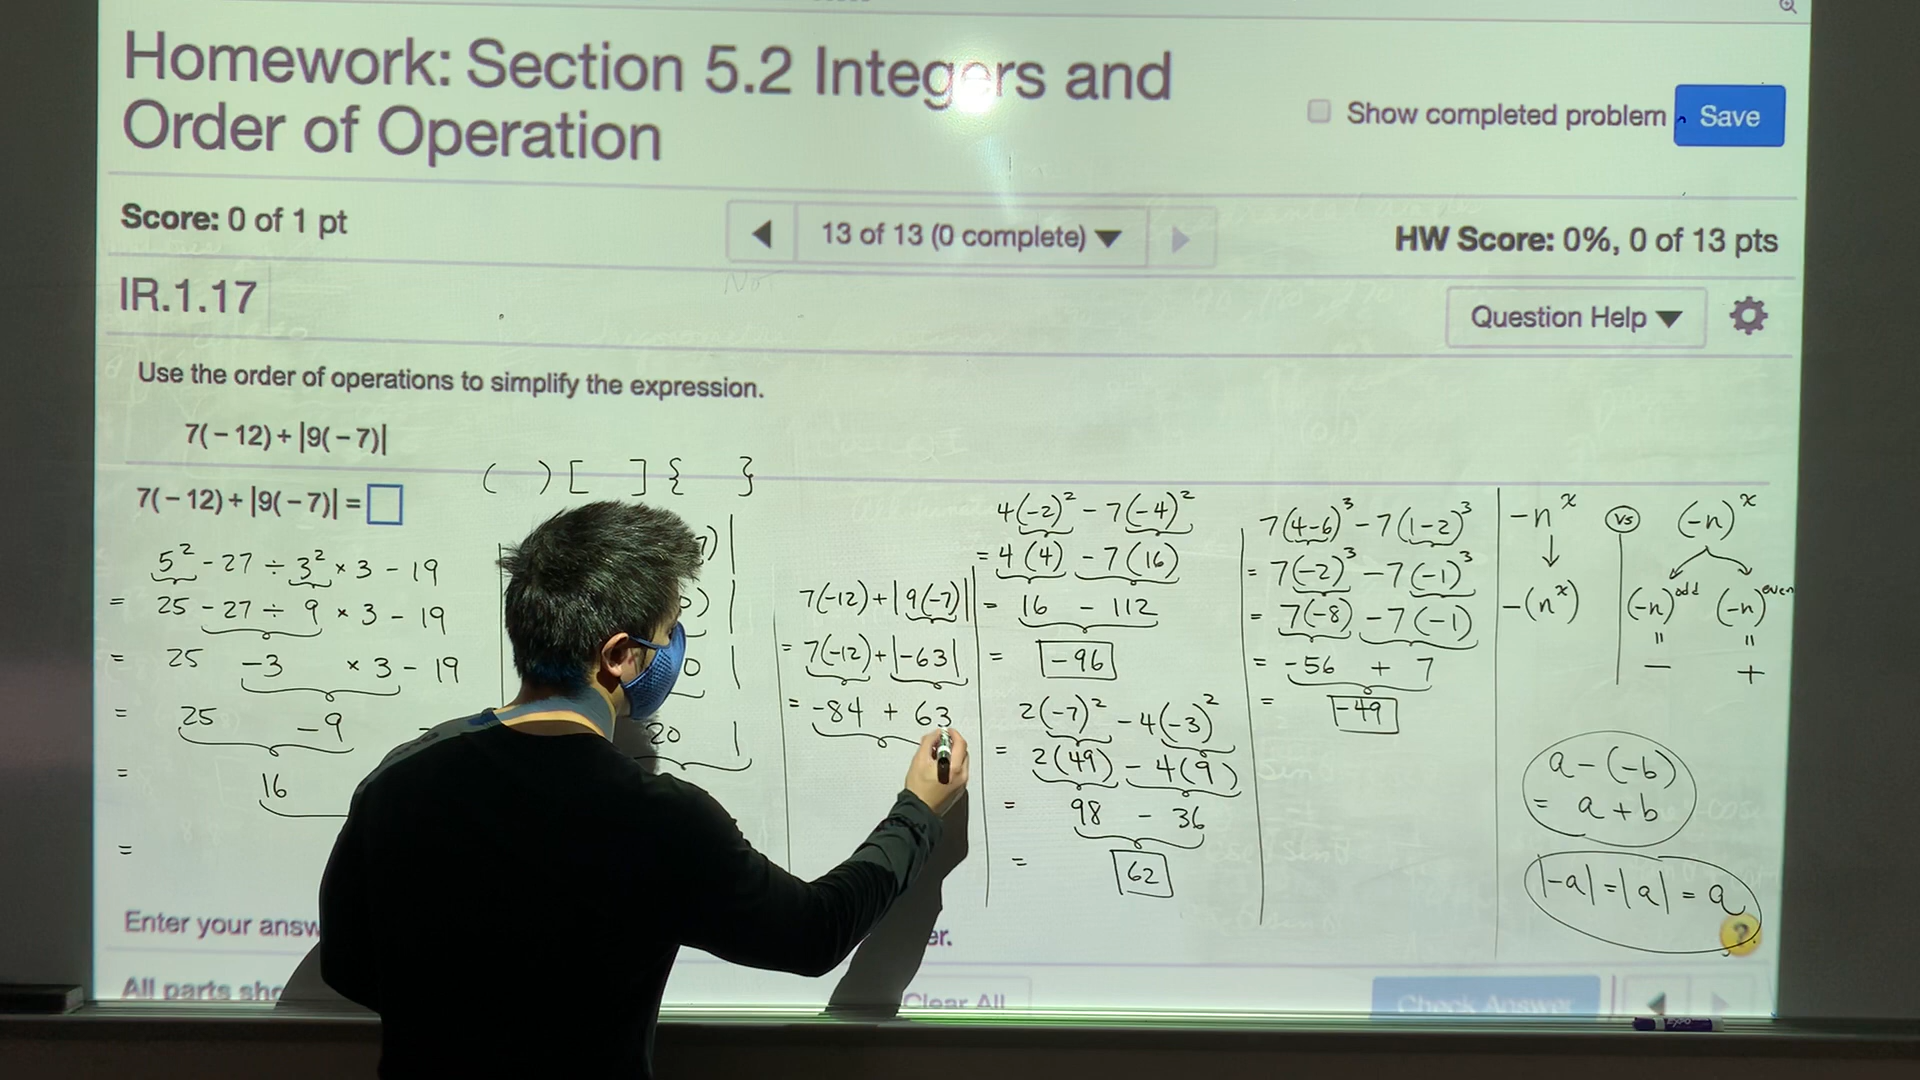 Homework: Section 5.2 Integers and
Order of Operation
Show completed problem
Save
Score: 0 of 1 pt
13 of 13 (0 complete)
HW Score: 0%, 0 of 13 pts
IR.1.17
Question Help
Use the order of operations to simplify the expression.
7(−12)+|9(−7)|
7(−12)+|9(−7)|=
( ) [ ] { }
5² - 27 ÷ 3² × 3 - 19
= 25 - 27 ÷ 9 × 3 - 19
= 25 -3 × 3 - 19
= 25 -9 -
= 16
=
7) |
) |
0 |
20 |
7(-12)+|9(-7)|
= 7(-12)+|-63|
= -84 + 63
4(-2)² - 7(-4)²
= 4(4) - 7(16)
= 16 - 112
= -96
2(-7)² - 4(-3)²
= 2(49) - 4(9)
= 98 - 36
= 62
7(4-6)³ - 7(1-2)³
= 7(-2)³ - 7(-1)³
= 7(-8) - 7(-1)
= -56 + 7
= -49
-nˣ vs (-n)ˣ
-(nˣ) (-n)ᵒᵈᵈ (-n)ᵉᵛᵉⁿ
" "
− +
a - (-b)
= a + b
|-a| = |a| = a
?
Enter your answ
er.
All parts sho
Clear All
Check Answer